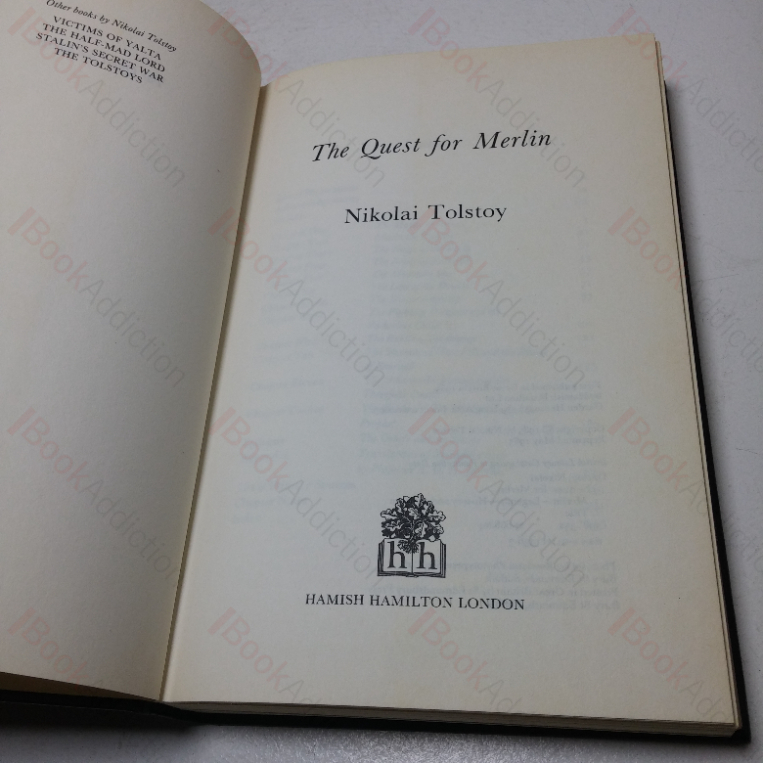 Other books by Nikolai Tolstoy
VICTIMS OF YALTA
THE HALF-MAD LORD
STALIN'S SECRET WAR
THE TOLSTOYS
The Quest for Merlin
Nikolai Tolstoy
h h
HAMISH HAMILTON LONDON
BookAddiction